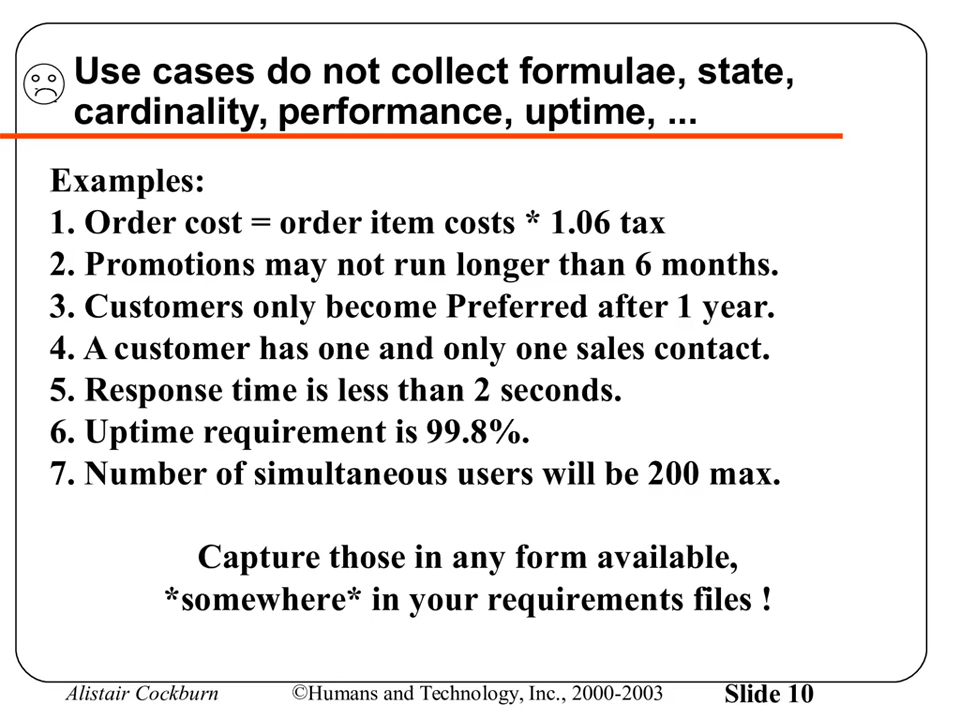 Use cases do not collect formulae, state,
cardinality, performance, uptime, ...
Examples:
1. Order cost = order item costs * 1.06 tax
2. Promotions may not run longer than 6 months.
3. Customers only become Preferred after 1 year.
4. A customer has one and only one sales contact.
5. Response time is less than 2 seconds.
6. Uptime requirement is 99.8%.
7. Number of simultaneous users will be 200 max.
Capture those in any form available,
*somewhere* in your requirements files !
Alistair Cockburn ©Humans and Technology, Inc., 2000-2003 Slide 10